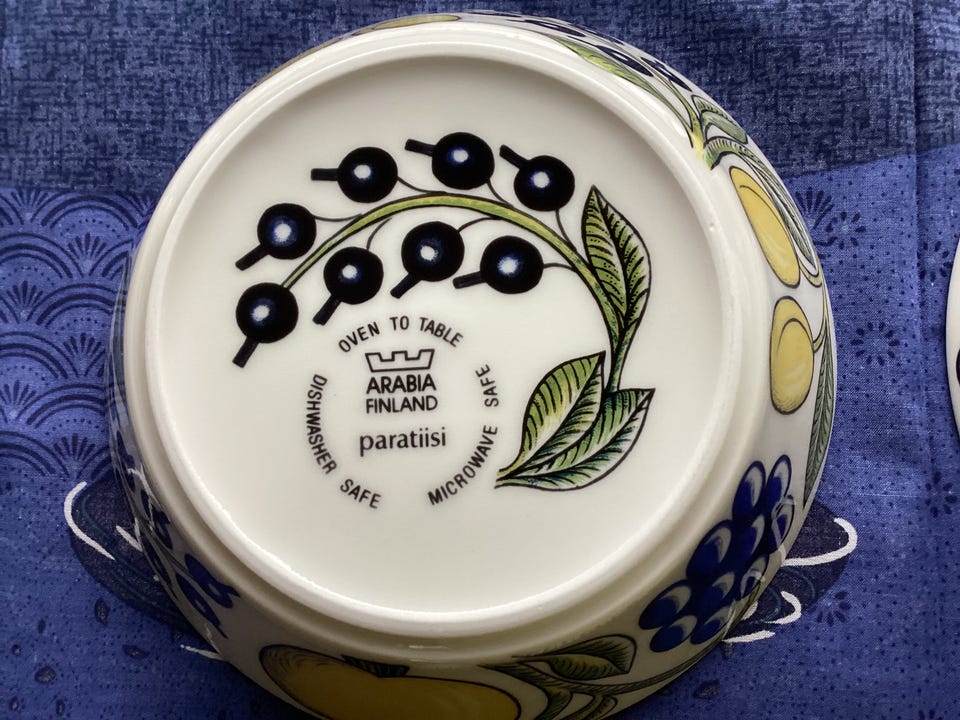 OVEN TO TABLE
ARABIA
FINLAND
paratiisi
DISHWASHER SAFE
MICROWAVE SAFE